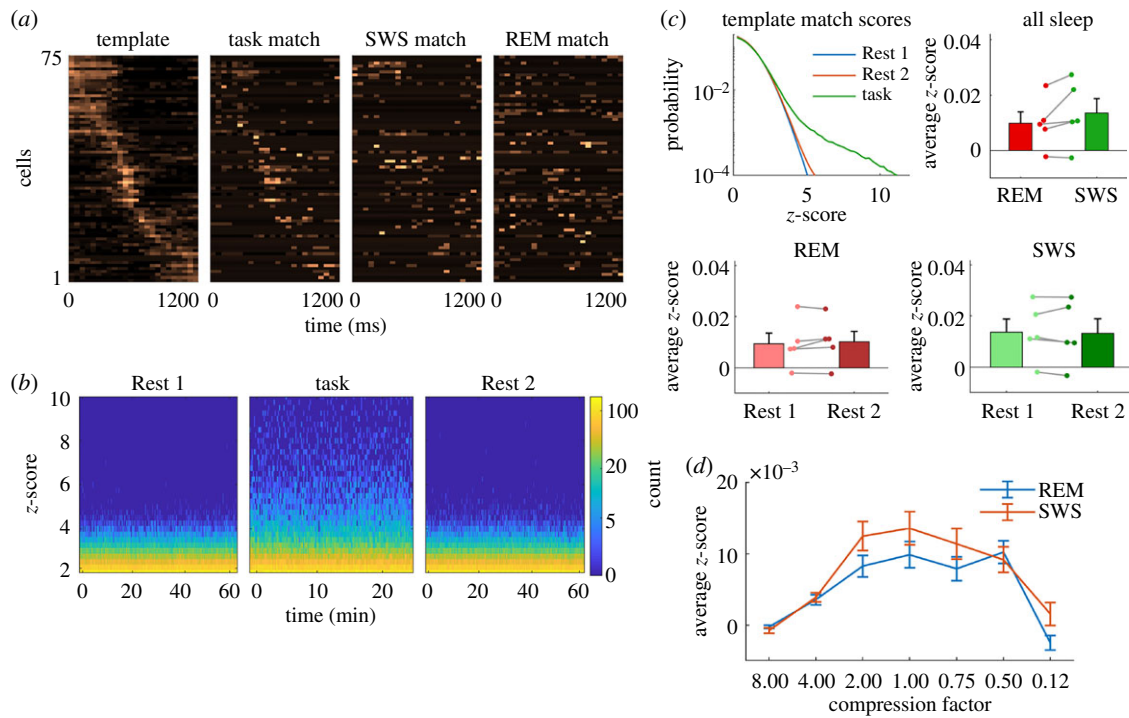 (a)
template
task match
SWS match
REM match
75
cells
1
0
1200
0
1200
0
1200
0
1200
time (ms)
(b)
Rest 1
task
Rest 2
10
8
6
4
2
z-score
0
20
40
60
0
10
20
0
20
40
60
time (min)
100
20
5
0
count
(c)
template match scores
Rest 1
Rest 2
task
probability
10⁻²
10⁻⁴
0
5
10
z-score
all sleep
0.04
0.02
0
average z-score
REM
SWS
REM
0.04
0.02
0
average z-score
Rest 1
Rest 2
SWS
0.04
0.02
0
average z-score
Rest 1
Rest 2
(d)
×10⁻³
20
10
0
average z-score
REM
SWS
8.00
4.00
2.00
1.00
0.75
0.50
0.12
compression factor